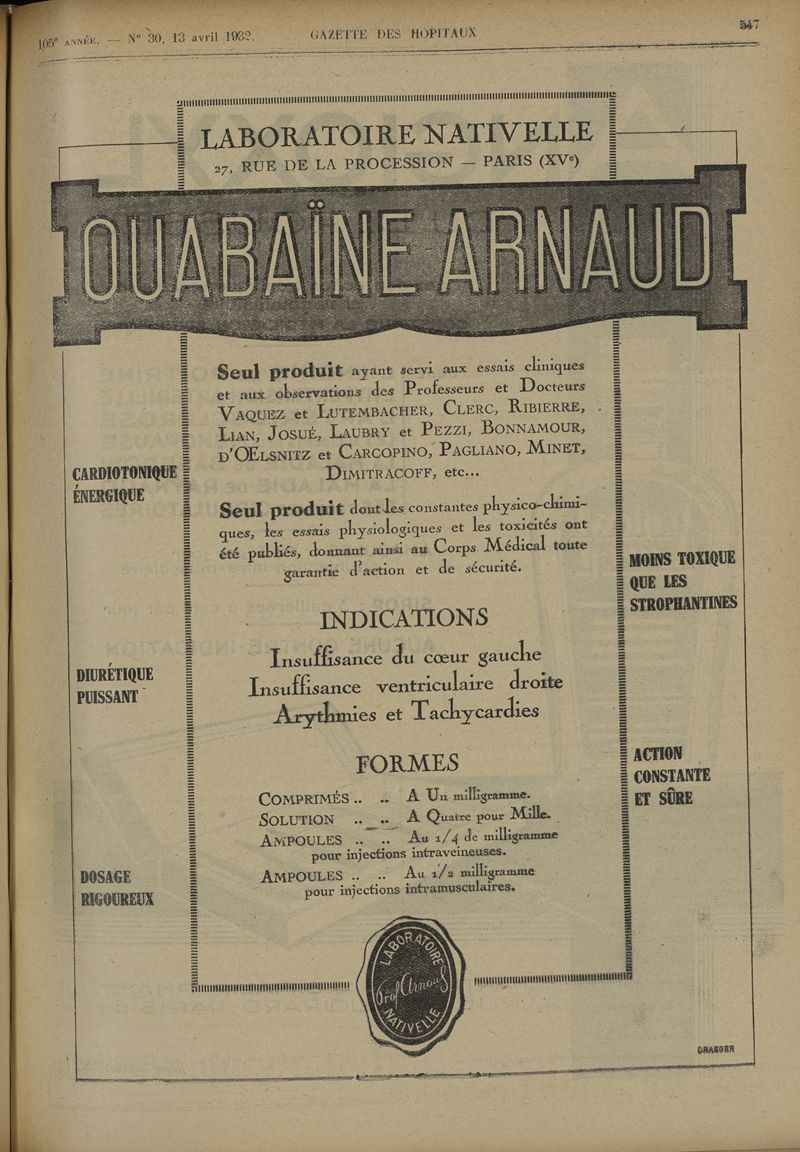 105e ANNÉE. — No 30, 13 avril 1932.
GAZETTE DES HOPITAUX
547
LABORATOIRE NATIVELLE
27, RUE DE LA PROCESSION — PARIS (XVe)
OUABAÏNE ARNAUD
Seul produit ayant servi aux essais cliniques
et aux observations des Professeurs et Docteurs
VAQUEZ et LUTEMBACHER, CLERC, RIBIERRE,
LIAN, JOSUÉ, LAUBRY et PEZZI, BONNAMOUR,
D'OELSNITZ et CARCOPINO, PAGLIANO, MINET,
DIMITRACOFF, etc...
Seul produit dont les constantes physico-chimi-
ques, les essais physiologiques et les toxicités ont
été publiés, donnant ainsi au Corps Médical toute
garantie d'action et de sécurité.
INDICATIONS
Insuffisance du cœur gauche
Insuffisance ventriculaire droite
Arythmies et Tachycardies
FORMES
COMPRIMÉS .. .. A Un milligramme.
SOLUTION .. .. A Quatre pour Mille.
AMPOULES .. .. Au 1/4 de milligramme
pour injections intraveineuses.
AMPOULES .. .. Au 1/2 milligramme
pour injections intramusculaires.
CARDIOTONIQUE
ÉNERGIQUE
DIURÉTIQUE
PUISSANT
DOSAGE
RIGOUREUX
MOINS TOXIQUE
QUE LES
STROPHANTINES
ACTION
CONSTANTE
ET SÛRE
LABORATOIRE
Prof Arnaud
NATIVELLE
DRAEGER